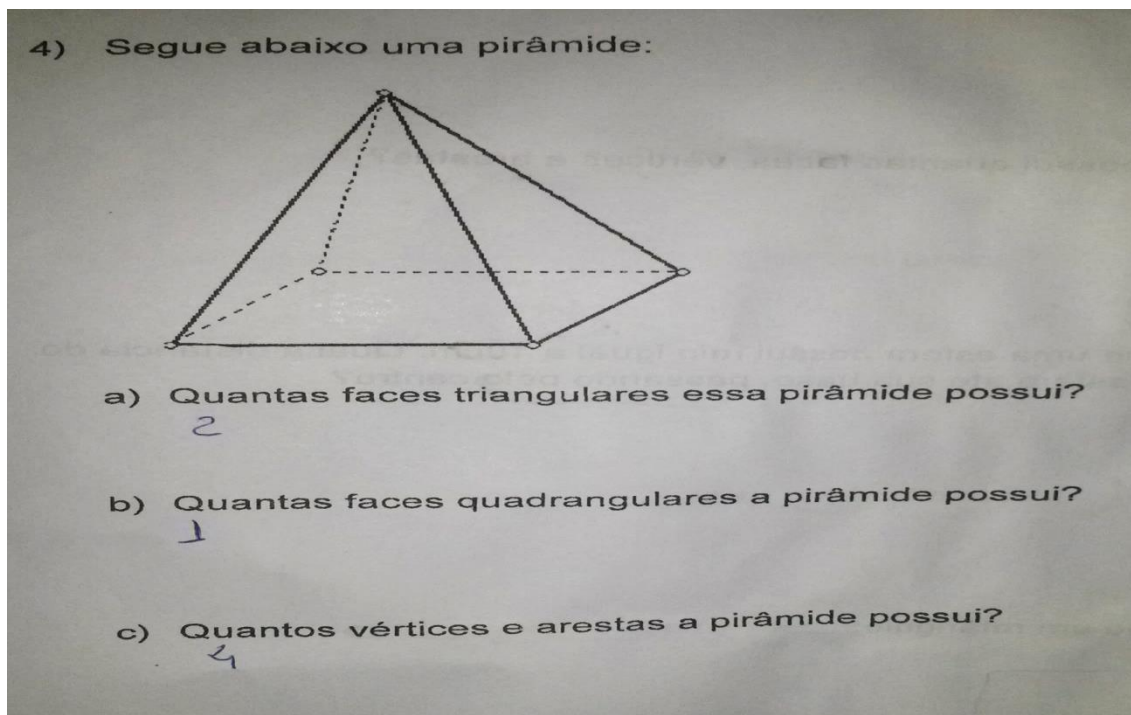 4) Segue abaixo uma pirâmide:
a) Quantas faces triangulares essa pirâmide possui?
2
b) Quantas faces quadrangulares a pirâmide possui?
1
c) Quantos vértices e arestas a pirâmide possui?
4